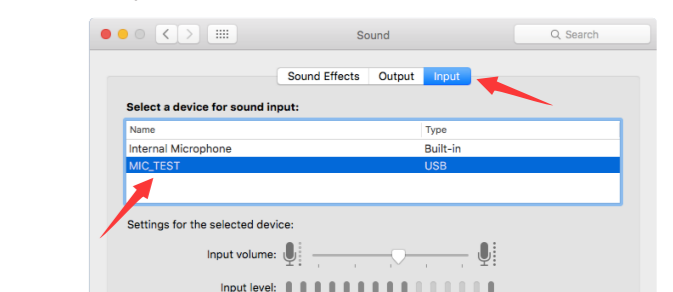 Sound
Search
Sound Effects Output Input
Select a device for sound input:
Name Type
Internal Microphone Built-in
MIC_TEST USB
Settings for the selected device:
Input volume:
Input level: